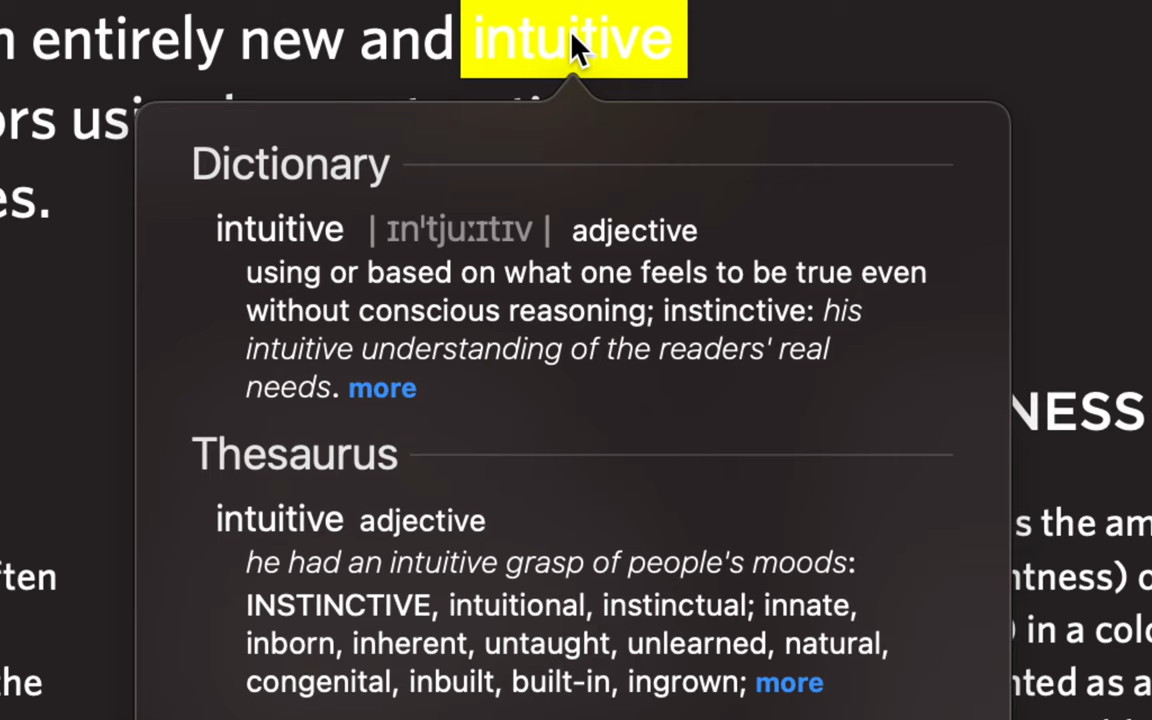 entirely new and intuitive
ors
es.
Dictionary
intuitive | ɪnˈtjuːɪtɪv | adjective
using or based on what one feels to be true even
without conscious reasoning; instinctive: his
intuitive understanding of the readers' real
needs. more
Thesaurus
intuitive adjective
he had an intuitive grasp of people's moods:
INSTINCTIVE, intuitional, instinctual; innate,
inborn, inherent, untaught, unlearned, natural,
congenital, inbuilt, built-in, ingrown; more
NESS
s the am
ften
ntness) o
in a colo
the
nted as a